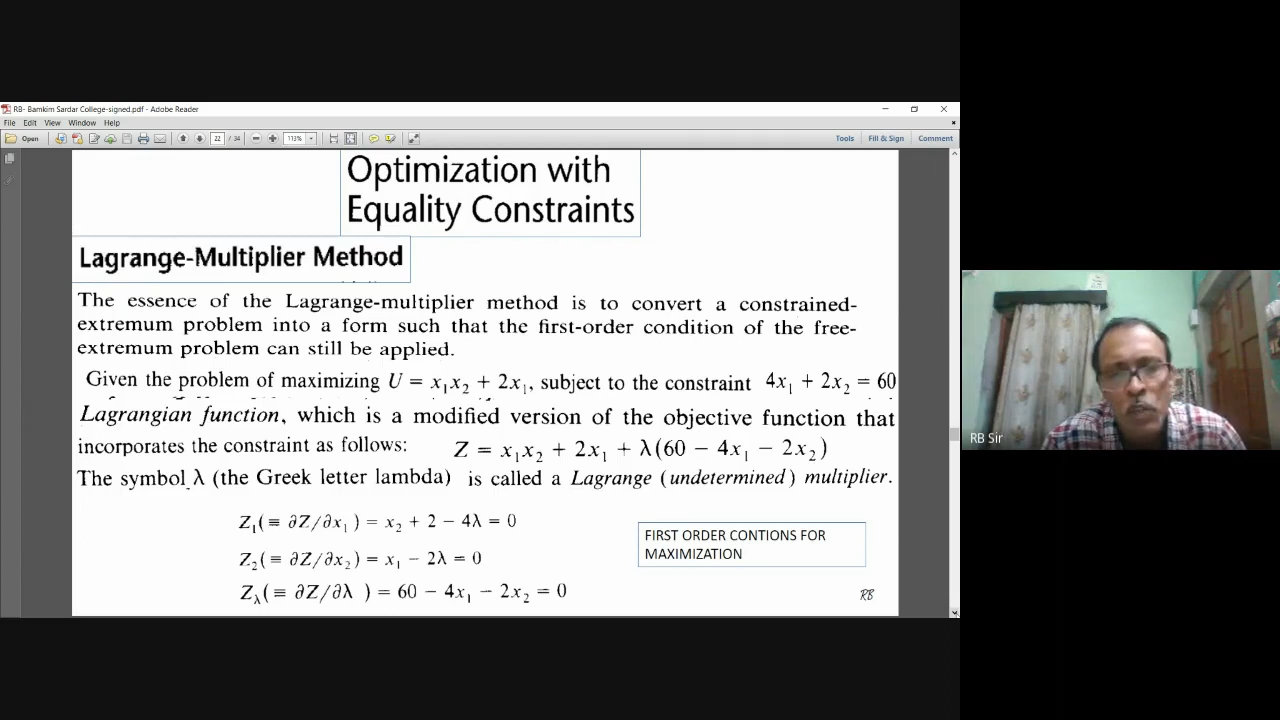 RB- Bamkim Sardar College-signed.pdf - Adobe Reader
File Edit View Window Help
Open 22 / 34 113% Tools Fill & Sign Comment
Optimization with
Equality Constraints
Lagrange-Multiplier Method
The essence of the Lagrange-multiplier method is to convert a constrained-
extremum problem into a form such that the first-order condition of the free-
extremum problem can still be applied.
Given the problem of maximizing U = x₁x₂ + 2x₁, subject to the constraint 4x₁ + 2x₂ = 60
Lagrangian function, which is a modified version of the objective function that
incorporates the constraint as follows: Z = x₁x₂ + 2x₁ + λ(60 − 4x₁ − 2x₂)
The symbol λ (the Greek letter lambda) is called a Lagrange (undetermined) multiplier.
Z₁(≡ ∂Z/∂x₁) = x₂ + 2 − 4λ = 0
Z₂(≡ ∂Z/∂x₂) = x₁ − 2λ = 0
Z_λ(≡ ∂Z/∂λ ) = 60 − 4x₁ − 2x₂ = 0
FIRST ORDER CONTIONS FOR
MAXIMIZATION
RB
RB Sir